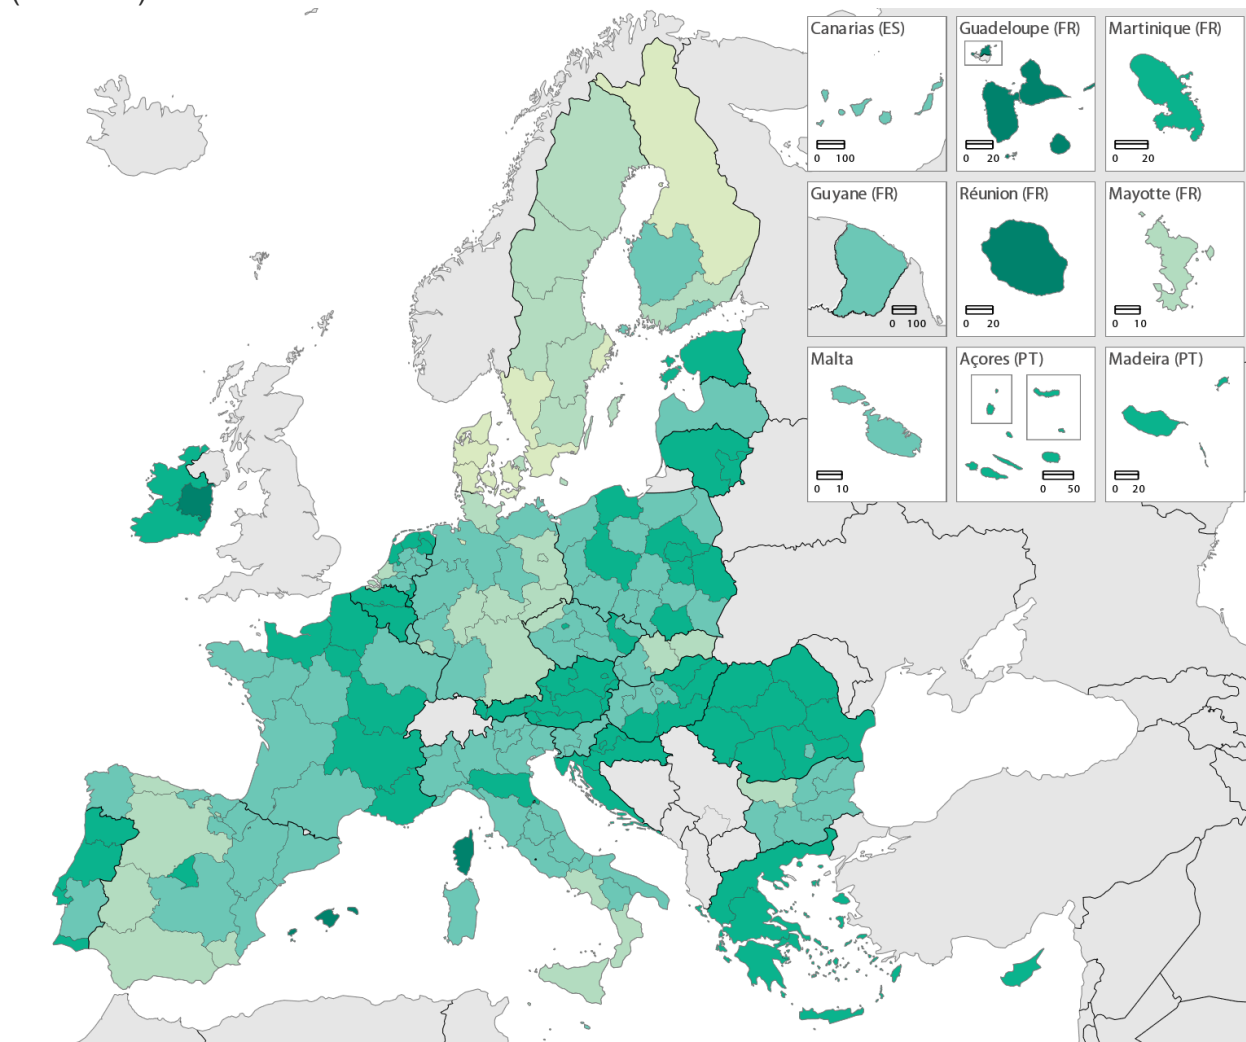 Canarias (ES)
0 100
Guadeloupe (FR)
0 20
Martinique (FR)
0 20
Guyane (FR)
0 100
Réunion (FR)
0 20
Mayotte (FR)
0 10
Malta
0 10
Açores (PT)
0 50
Madeira (PT)
0 20